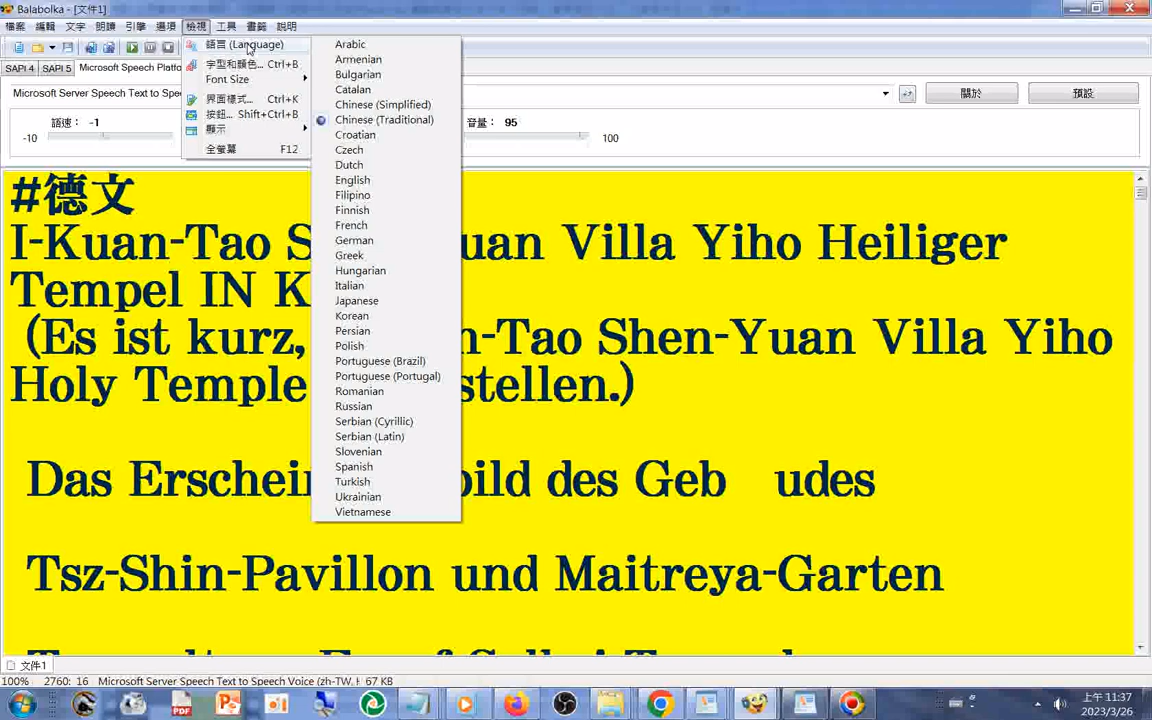 Balabolka - [文件1]
檔案 編輯 文字 朗讀 引擎 選項 檢視 工具 書籤 說明
SAPI 4 SAPI 5 Microsoft Speech Platfo
Microsoft Server Speech Text to Spe
關於 預設
語速: -1
-10
音量: 95
100
語言 (Language)
字型和顏色... Ctrl+B
Font Size
界面樣式... Ctrl+K
按鈕... Shift+Ctrl+B
顯示
全螢幕 F12
Arabic
Armenian
Bulgarian
Catalan
Chinese (Simplified)
Chinese (Traditional)
Croatian
Czech
Dutch
English
Filipino
Finnish
French
German
Greek
Hungarian
Italian
Japanese
Korean
Persian
Polish
Portuguese (Brazil)
Portuguese (Portugal)
Romanian
Russian
Serbian (Cyrillic)
Serbian (Latin)
Slovenian
Spanish
Turkish
Ukrainian
Vietnamese
#德文
I-Kuan-Tao S uan Villa Yiho Heiliger
Tempel IN K
(Es ist kurz, n-Tao Shen-Yuan Villa Yiho
Holy Temple stellen.)
Das Erschein bild des Geb udes
Tsz-Shin-Pavillon und Maitreya-Garten
文件1
100% 2760: 16 Microsoft Server Speech Text to Speech Voice (zh-TW, H 67 KB
上午 11:37
2023/3/26